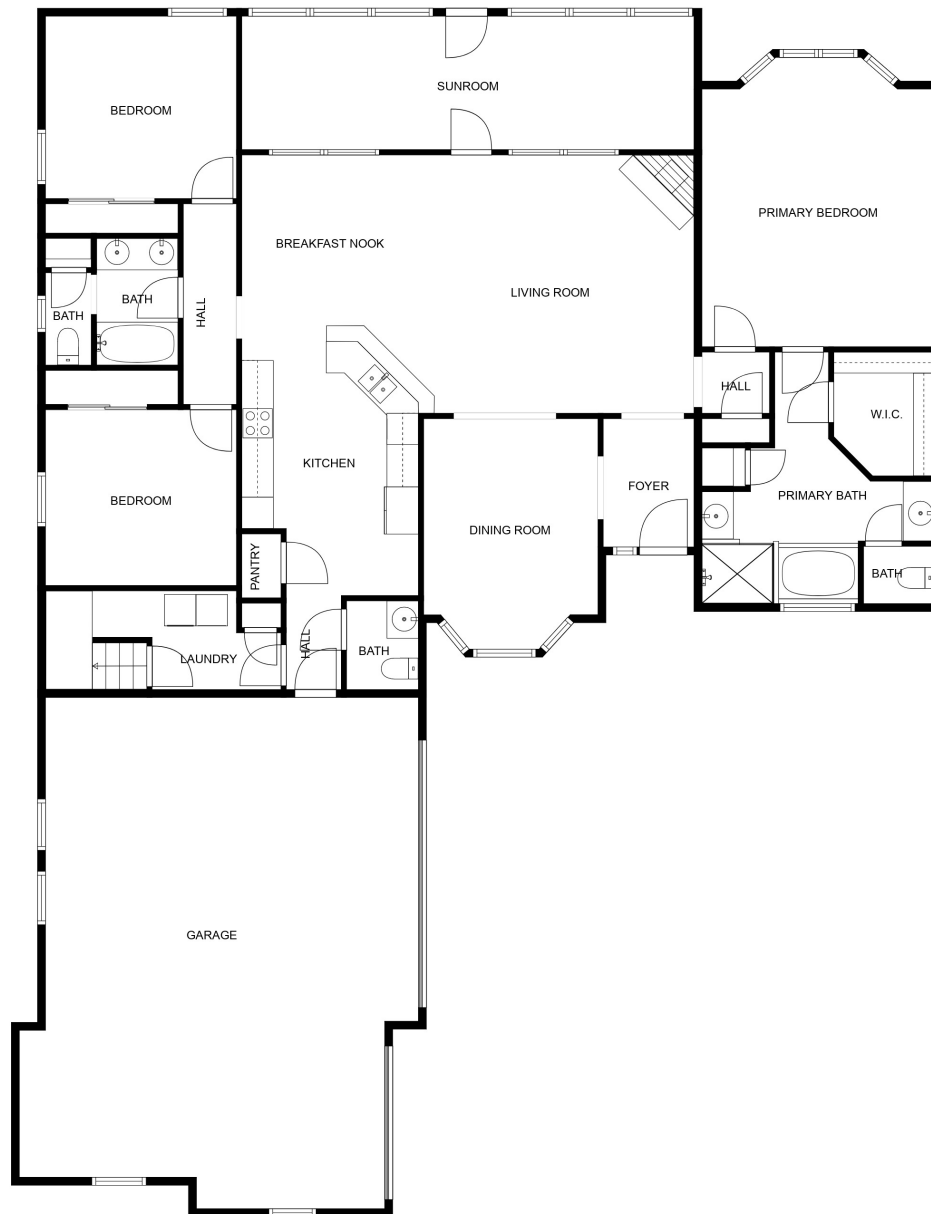 SUNROOM
BEDROOM
PRIMARY BEDROOM
BREAKFAST NOOK
LIVING ROOM
BATH
BATH
HALL
HALL
W.I.C.
KITCHEN
FOYER
PRIMARY BATH
BEDROOM
DINING ROOM
PANTRY
BATH
HALL
BATH
LAUNDRY
GARAGE